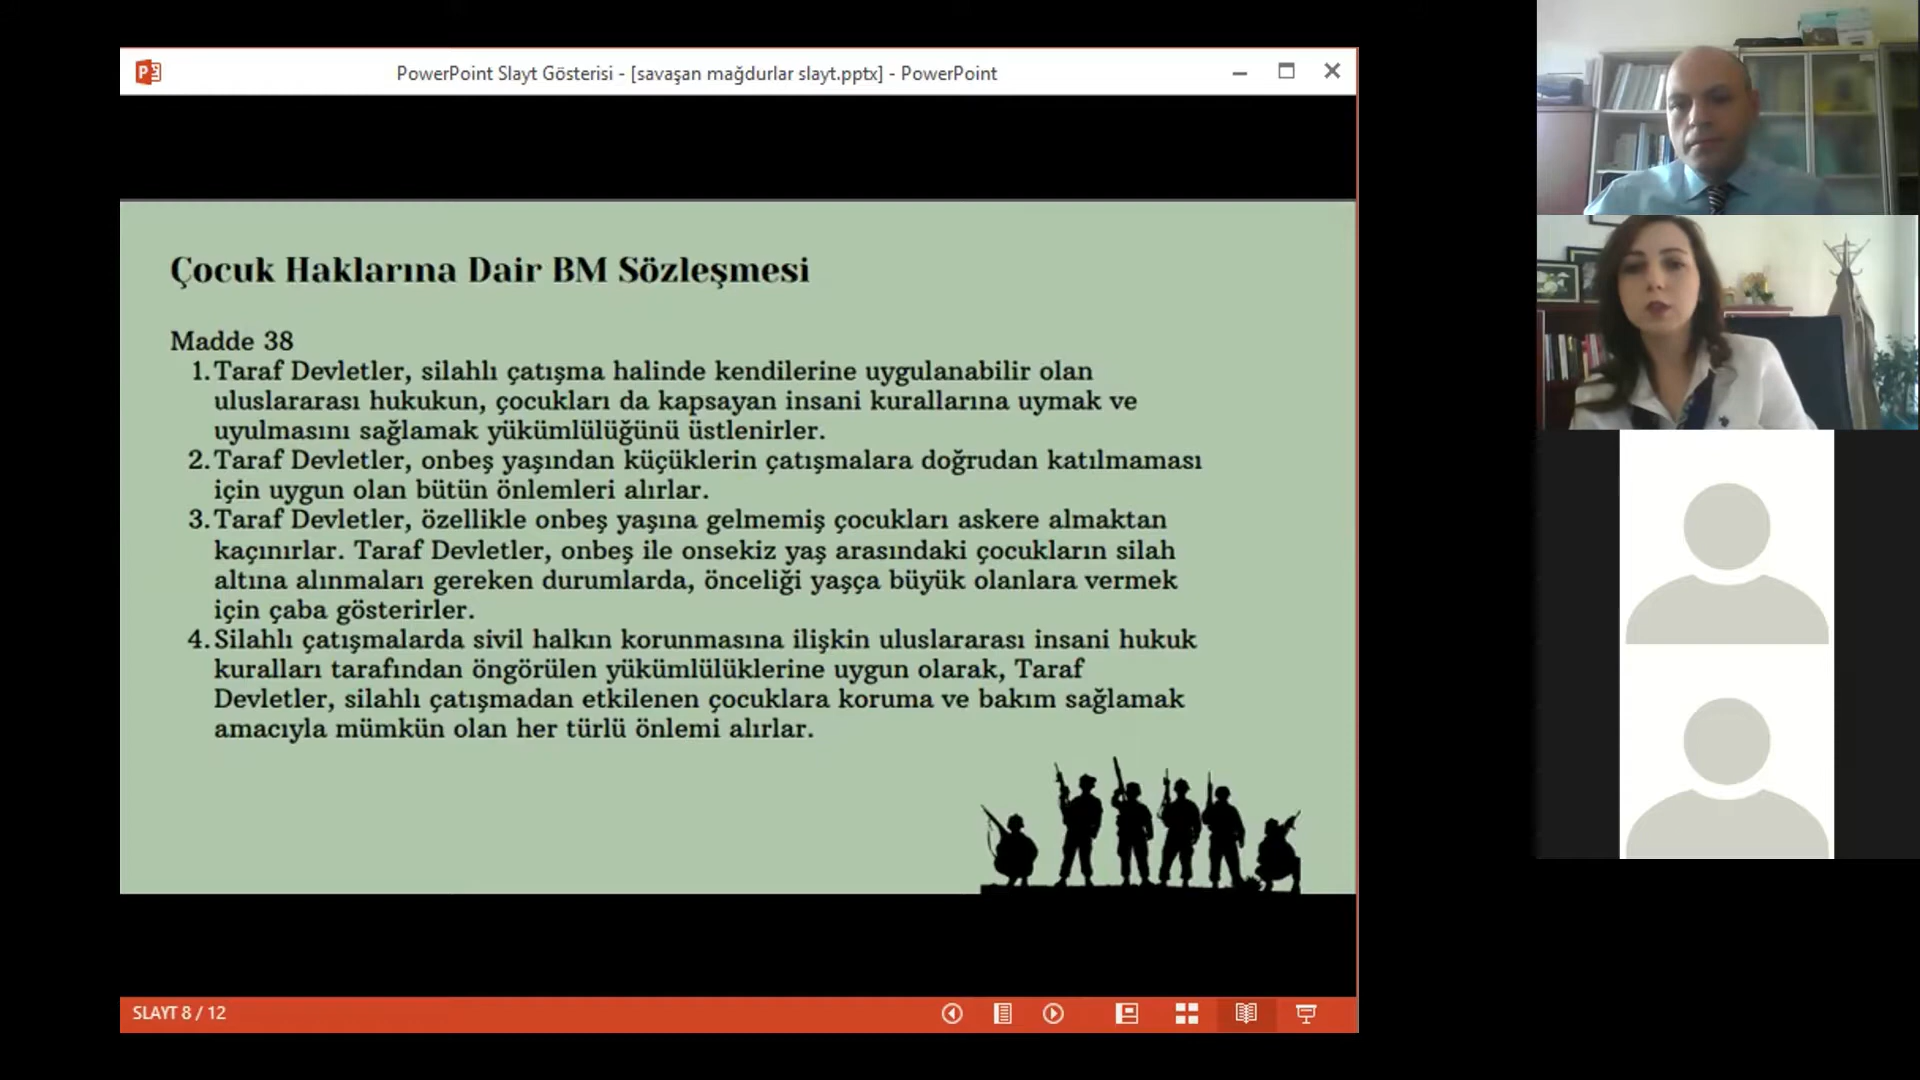 PowerPoint Slayt Gösterisi - [savaşan mağdurlar slayt.pptx] - PowerPoint
Çocuk Haklarına Dair BM Sözleşmesi
Madde 38
1. Taraf Devletler, silahlı çatışma halinde kendilerine uygulanabilir olan
uluslararası hukukun, çocukları da kapsayan insani kurallarına uymak ve
uyulmasını sağlamak yükümlülüğünü üstlenirler.
2. Taraf Devletler, onbeş yaşından küçüklerin çatışmalara doğrudan katılmaması
için uygun olan bütün önlemleri alırlar.
3. Taraf Devletler, özellikle onbeş yaşına gelmemiş çocukları askere almaktan
kaçınırlar. Taraf Devletler, onbeş ile onsekiz yaş arasındaki çocukların silah
altına alınmaları gereken durumlarda, önceliği yaşça büyük olanlara vermek
için çaba gösterirler.
4. Silahlı çatışmalarda sivil halkın korunmasına ilişkin uluslararası insani hukuk
kuralları tarafından öngörülen yükümlülüklerine uygun olarak, Taraf
Devletler, silahlı çatışmadan etkilenen çocuklara koruma ve bakım sağlamak
amacıyla mümkün olan her türlü önlemi alırlar.
SLAYT 8 / 12